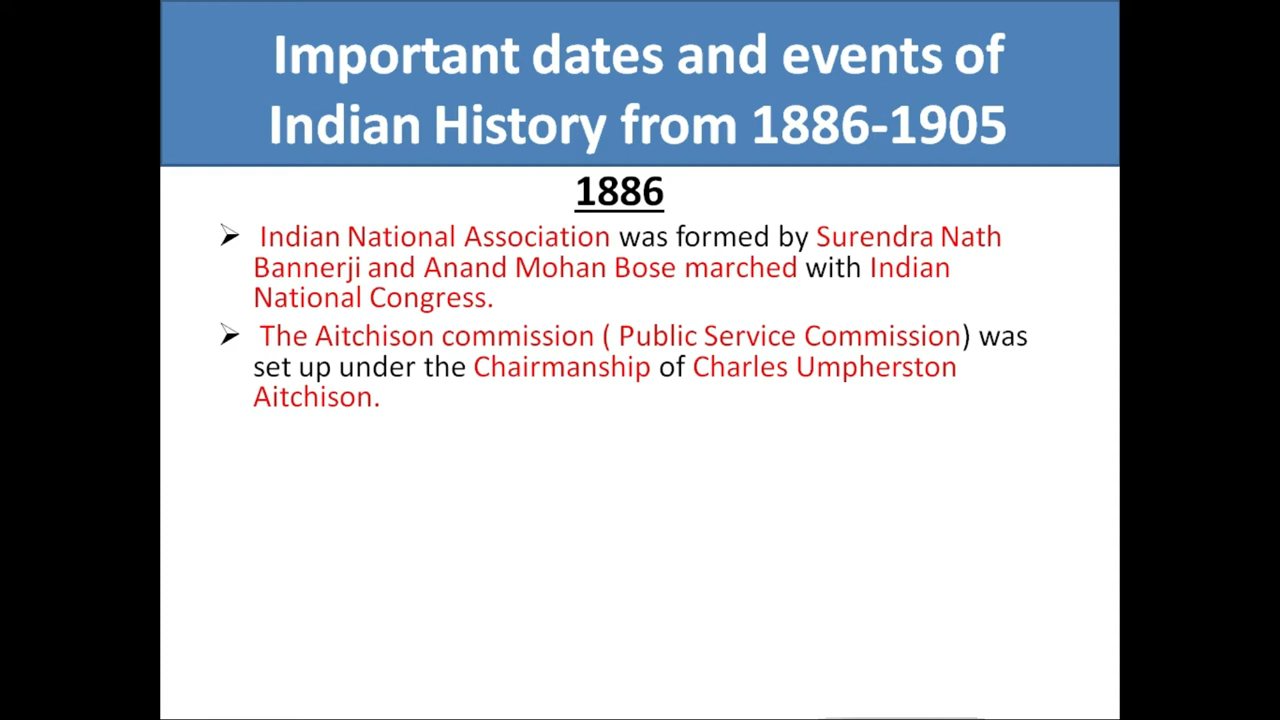 Important dates and events of
Indian History from 1886-1905
1886
➢ Indian National Association was formed by Surendra Nath
Bannerji and Anand Mohan Bose marched with Indian
National Congress.
➢ The Aitchison commission ( Public Service Commission) was
set up under the Chairmanship of Charles Umpherston
Aitchison.